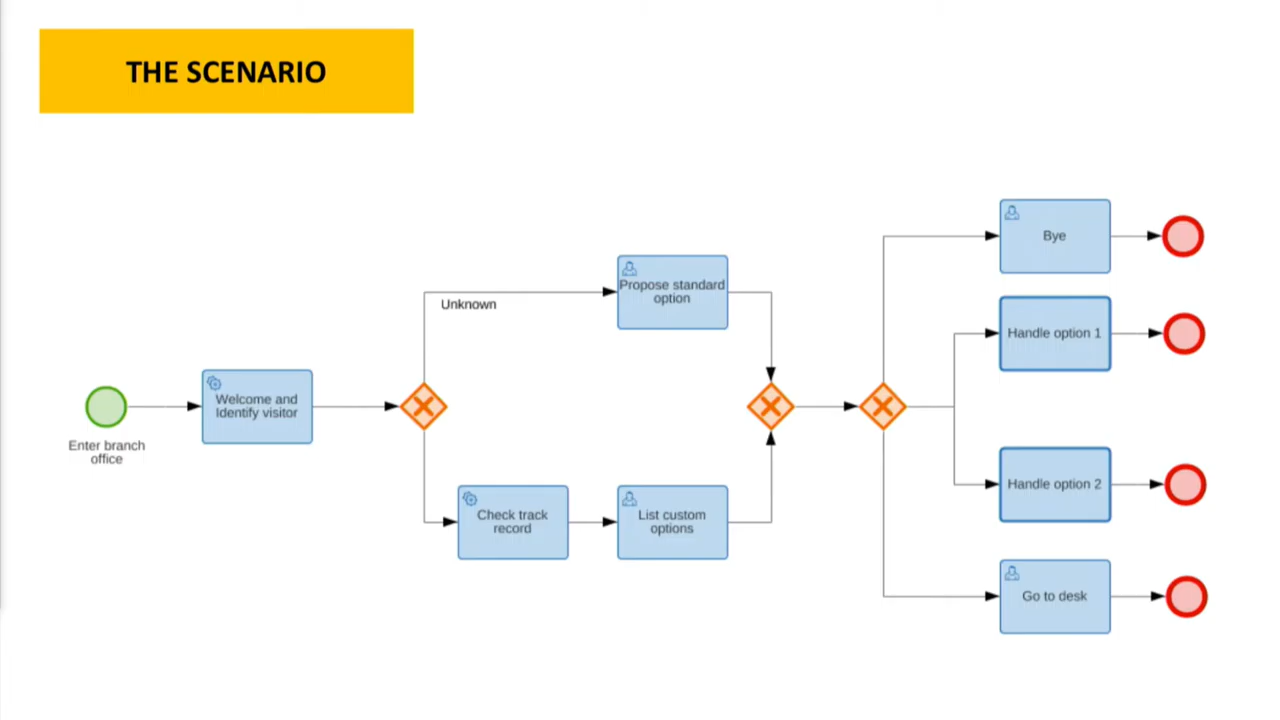 THE SCENARIO
Enter branch
office
Welcome and
Identify visitor
Unknown
Propose standard
option
Check track
record
List custom
options
Bye
Handle option 1
Handle option 2
Go to desk